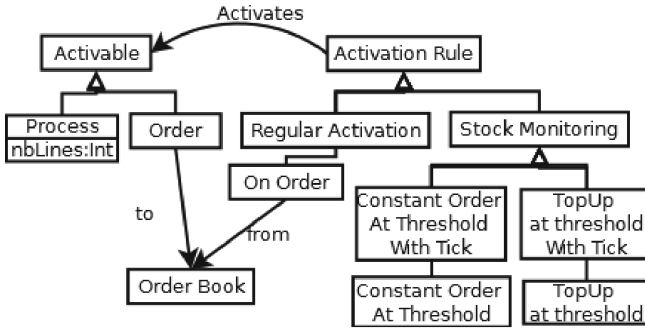 Activates
Activable
Activation Rule
Process
nbLines:Int
Order
Regular Activation
Stock Monitoring
On Order
Constant Order
At Threshold
With Tick
TopUp
at threshold
With Tick
to
from
Order Book
Constant Order
At Threshold
TopUp
at threshold